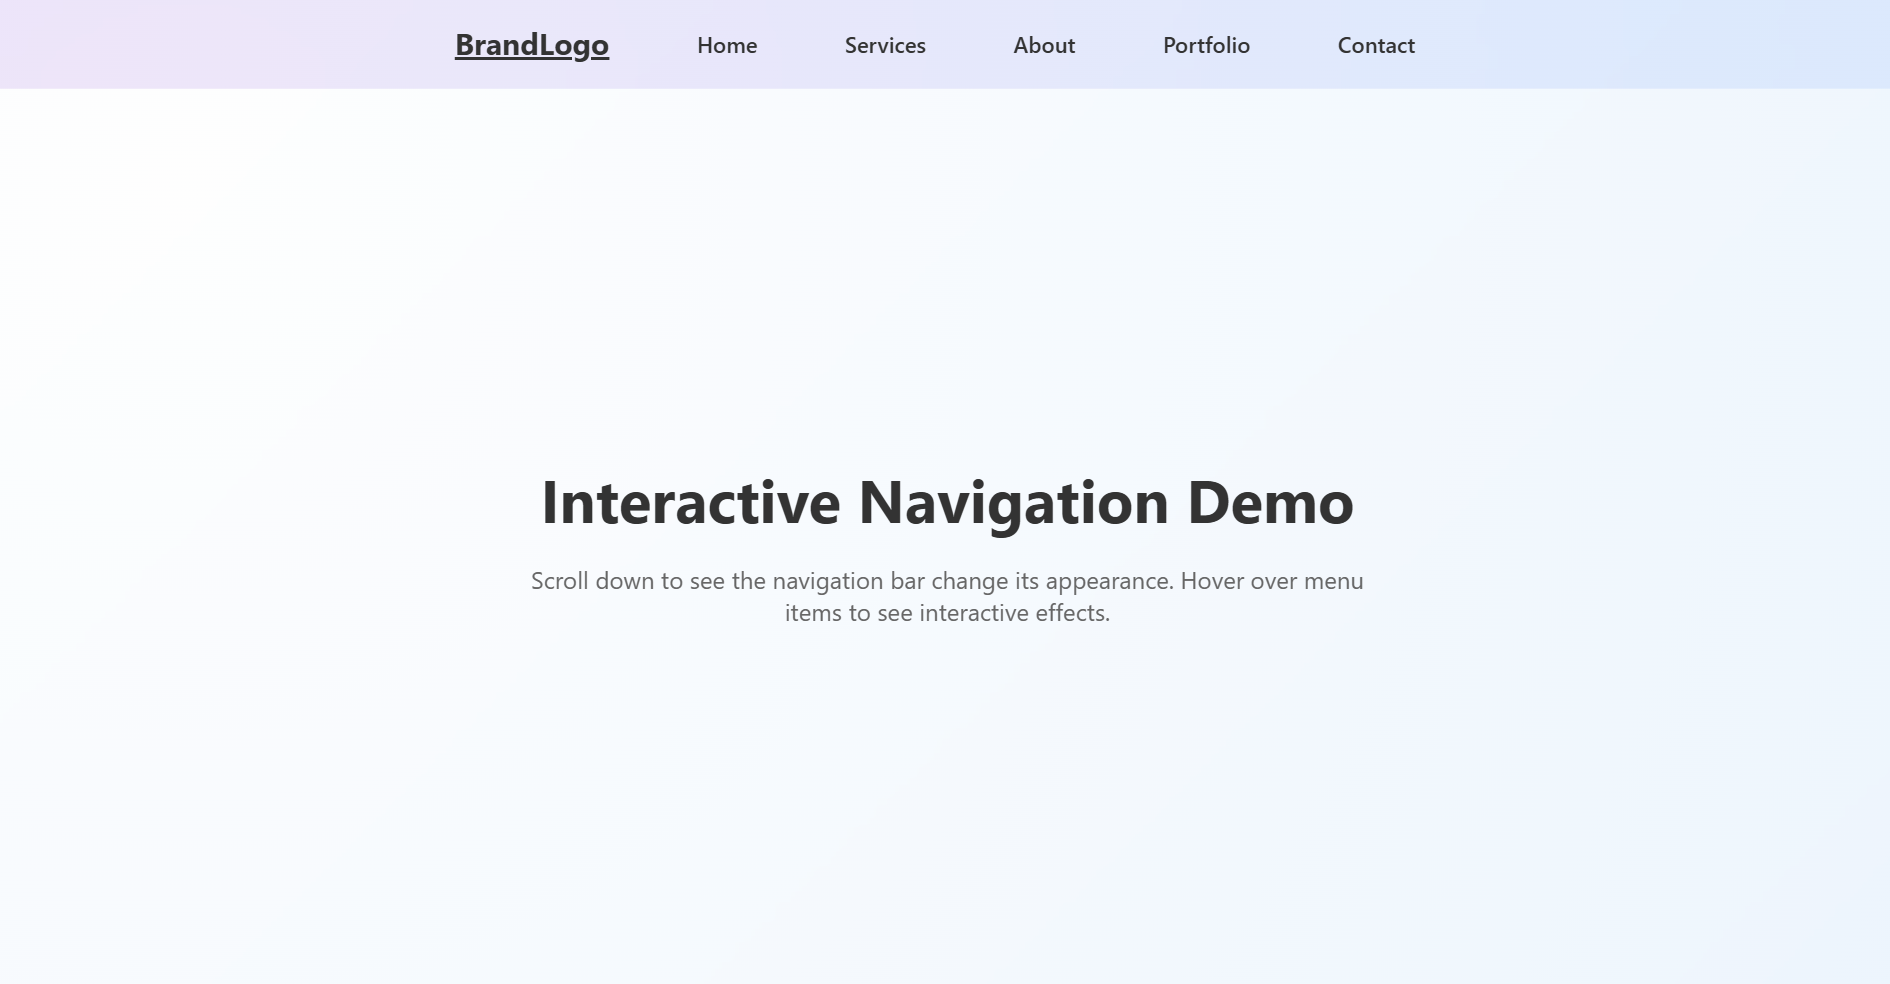 BrandLogo Home Services About Portfolio Contact
Interactive Navigation Demo
Scroll down to see the navigation bar change its appearance. Hover over menu
items to see interactive effects.